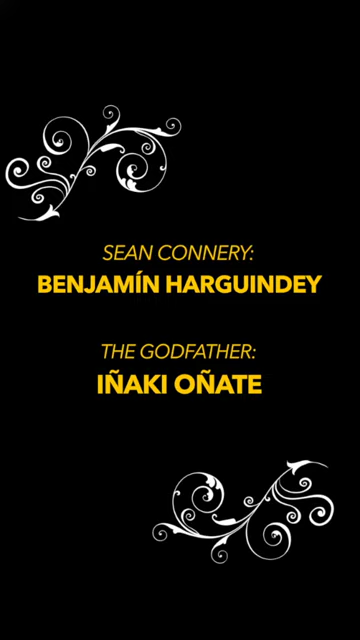 SEAN CONNERY:
BENJAMÍN HARGUINDEY
THE GODFATHER:
IÑAKI OÑATE